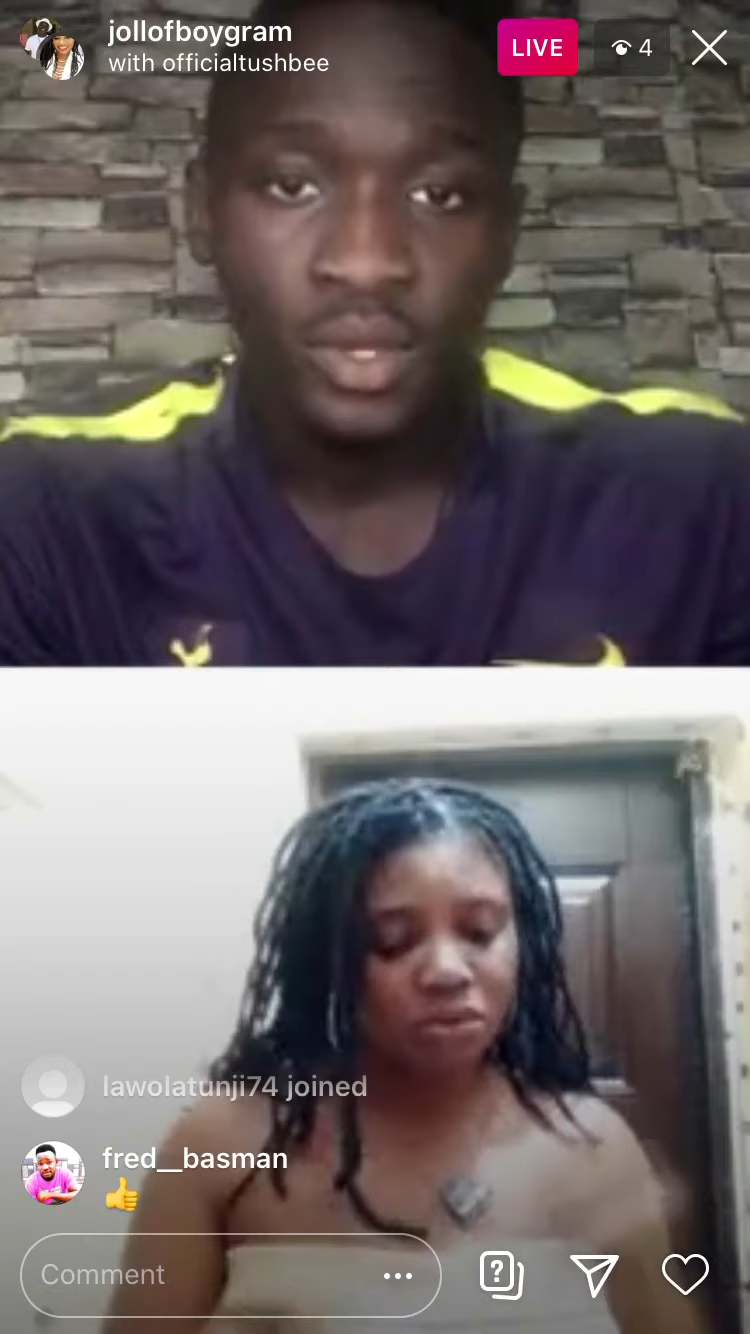 jollofboygram
with officialtushbee
LIVE
4
lawolatunji74 joined
fred__basman
👍
Comment